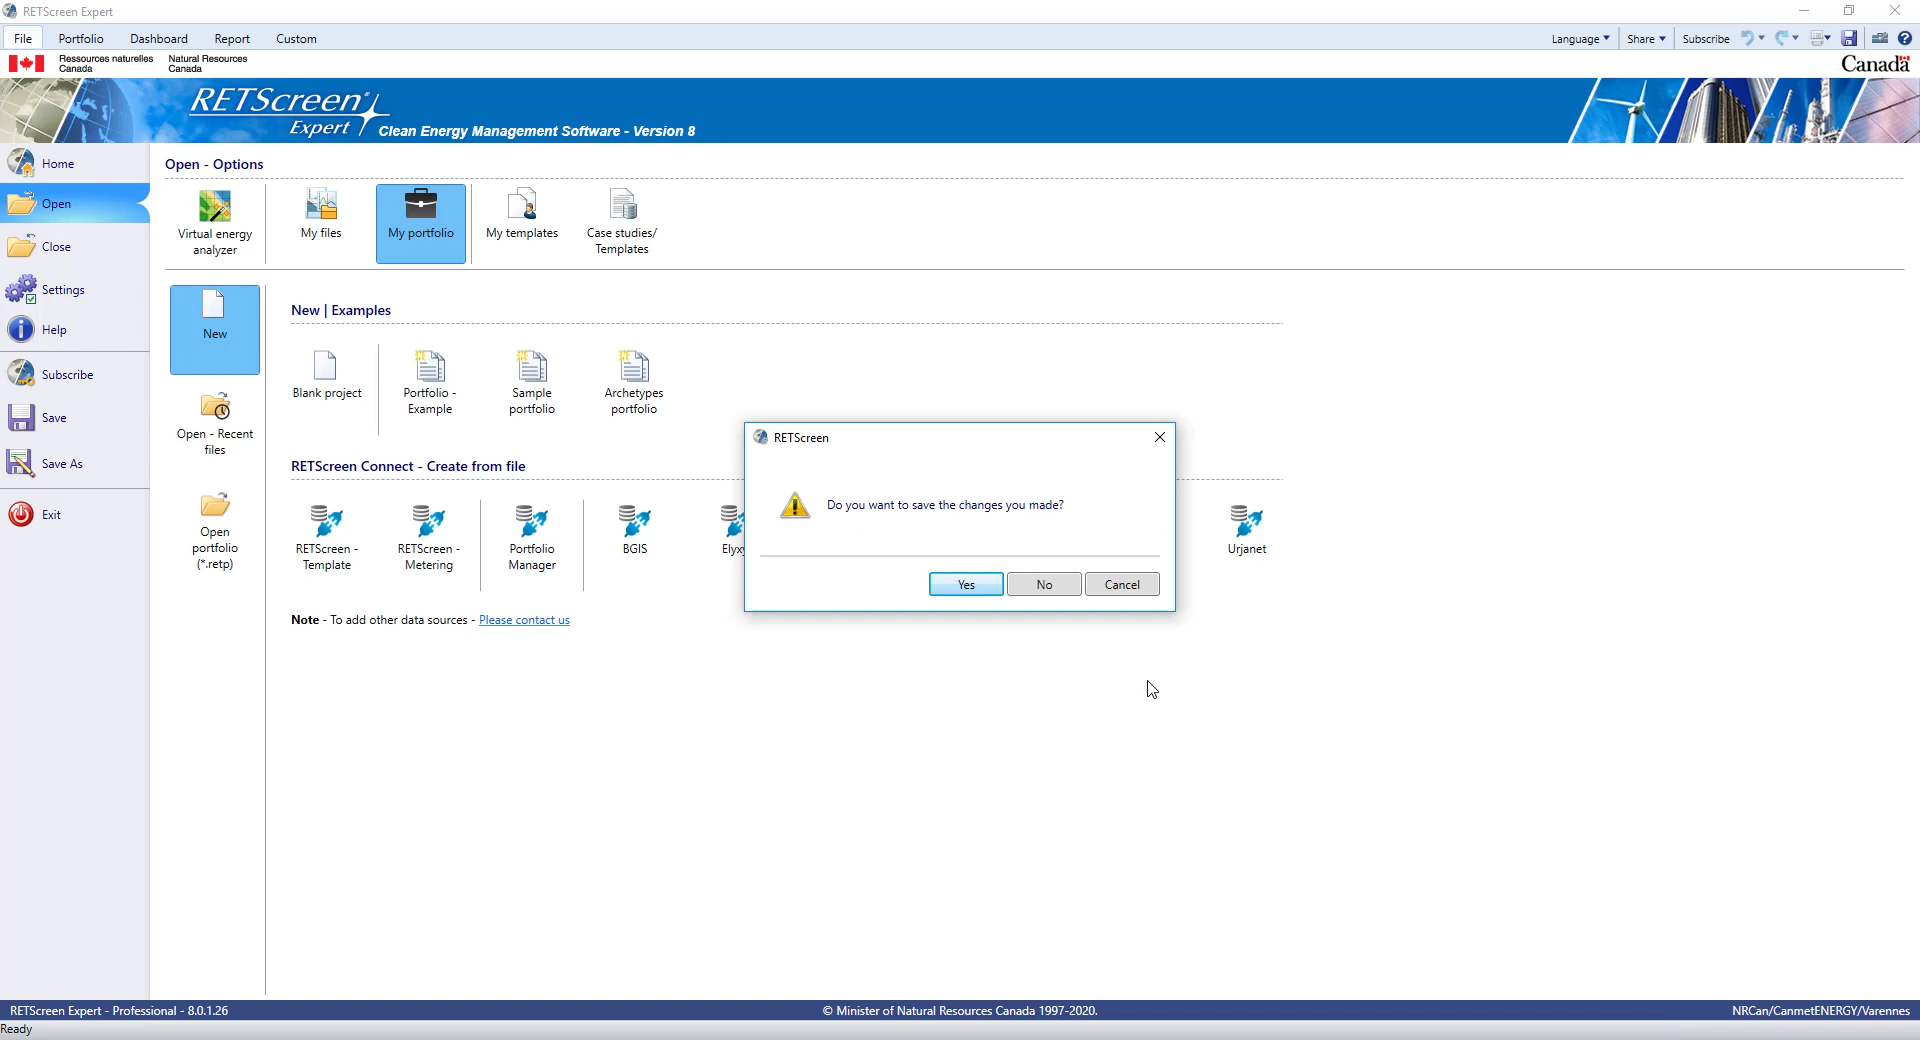 RETScreen Expert
File Portfolio Dashboard Report Custom Language Share Subscribe
Ressources naturelles Canada
Natural Resources Canada
Canada
RETScreen® Expert
Clean Energy Management Software - Version 8
Home
Open
Close
Settings
Help
Subscribe
Save
Save As
Exit
Open - Options
Virtual energy analyzer
My files
My portfolio
My templates
Case studies/ Templates
New
Open - Recent files
Open portfolio (*.retp)
New | Examples
Blank project
Portfolio - Example
Sample portfolio
Archetypes portfolio
RETScreen Connect - Create from file
RETScreen - Template
RETScreen - Metering
Portfolio Manager
BGIS
Urjanet
Note - To add other data sources - Please contact us
RETScreen
Do you want to save the changes you made?
Yes No Cancel
RETScreen Expert - Professional - 8.0.1.26
© Minister of Natural Resources Canada 1997-2020.
NRCan/CanmetENERGY/Varennes
Ready